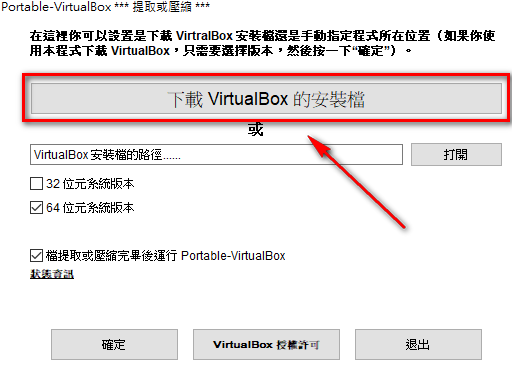 Portable-VirtualBox *** 提取或壓縮 ***
在這裡你可以設置是下載 VirtralBox 安裝檔還是手動指定程式所在位置（如果你使
用本程式下載 VirtualBox，只需要選擇版本，然後按一下“確定”）。
下載 VirtualBox 的安裝檔
或
VirtualBox 安裝檔的路徑......
打開
32 位元系統版本
64 位元系統版本
檔提取或壓縮完畢後運行 Portable-VirtualBox
狀態資訊
確定
VirtualBox 授權許可
退出